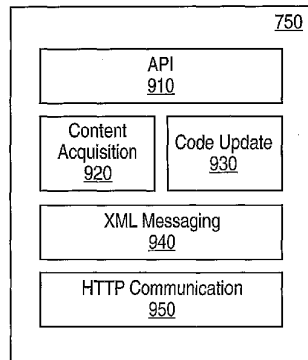 750
API
910
Content
Acquisition
920
Code Update
930
XML Messaging
940
HTTP Communication
950